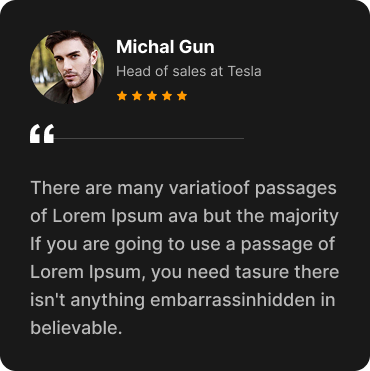 Michal Gun
Head of sales at Tesla
“
There are many variatioof passages
of Lorem Ipsum ava but the majority
If you are going to use a passage of
Lorem Ipsum, you need tasure there
isn't anything embarrassinhidden in
believable.